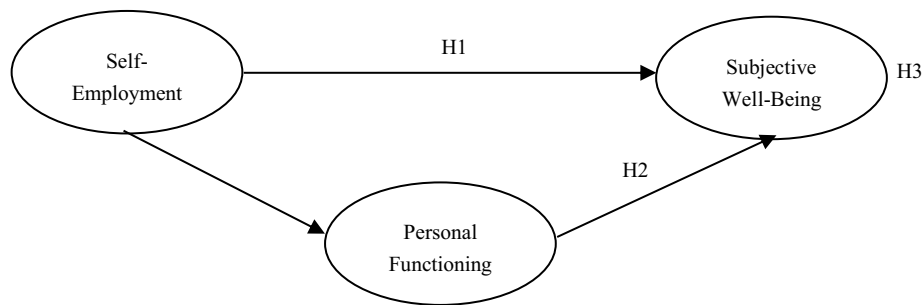 Self-
Employment
H1
Subjective
Well-Being
H3
H2
Personal
Functioning